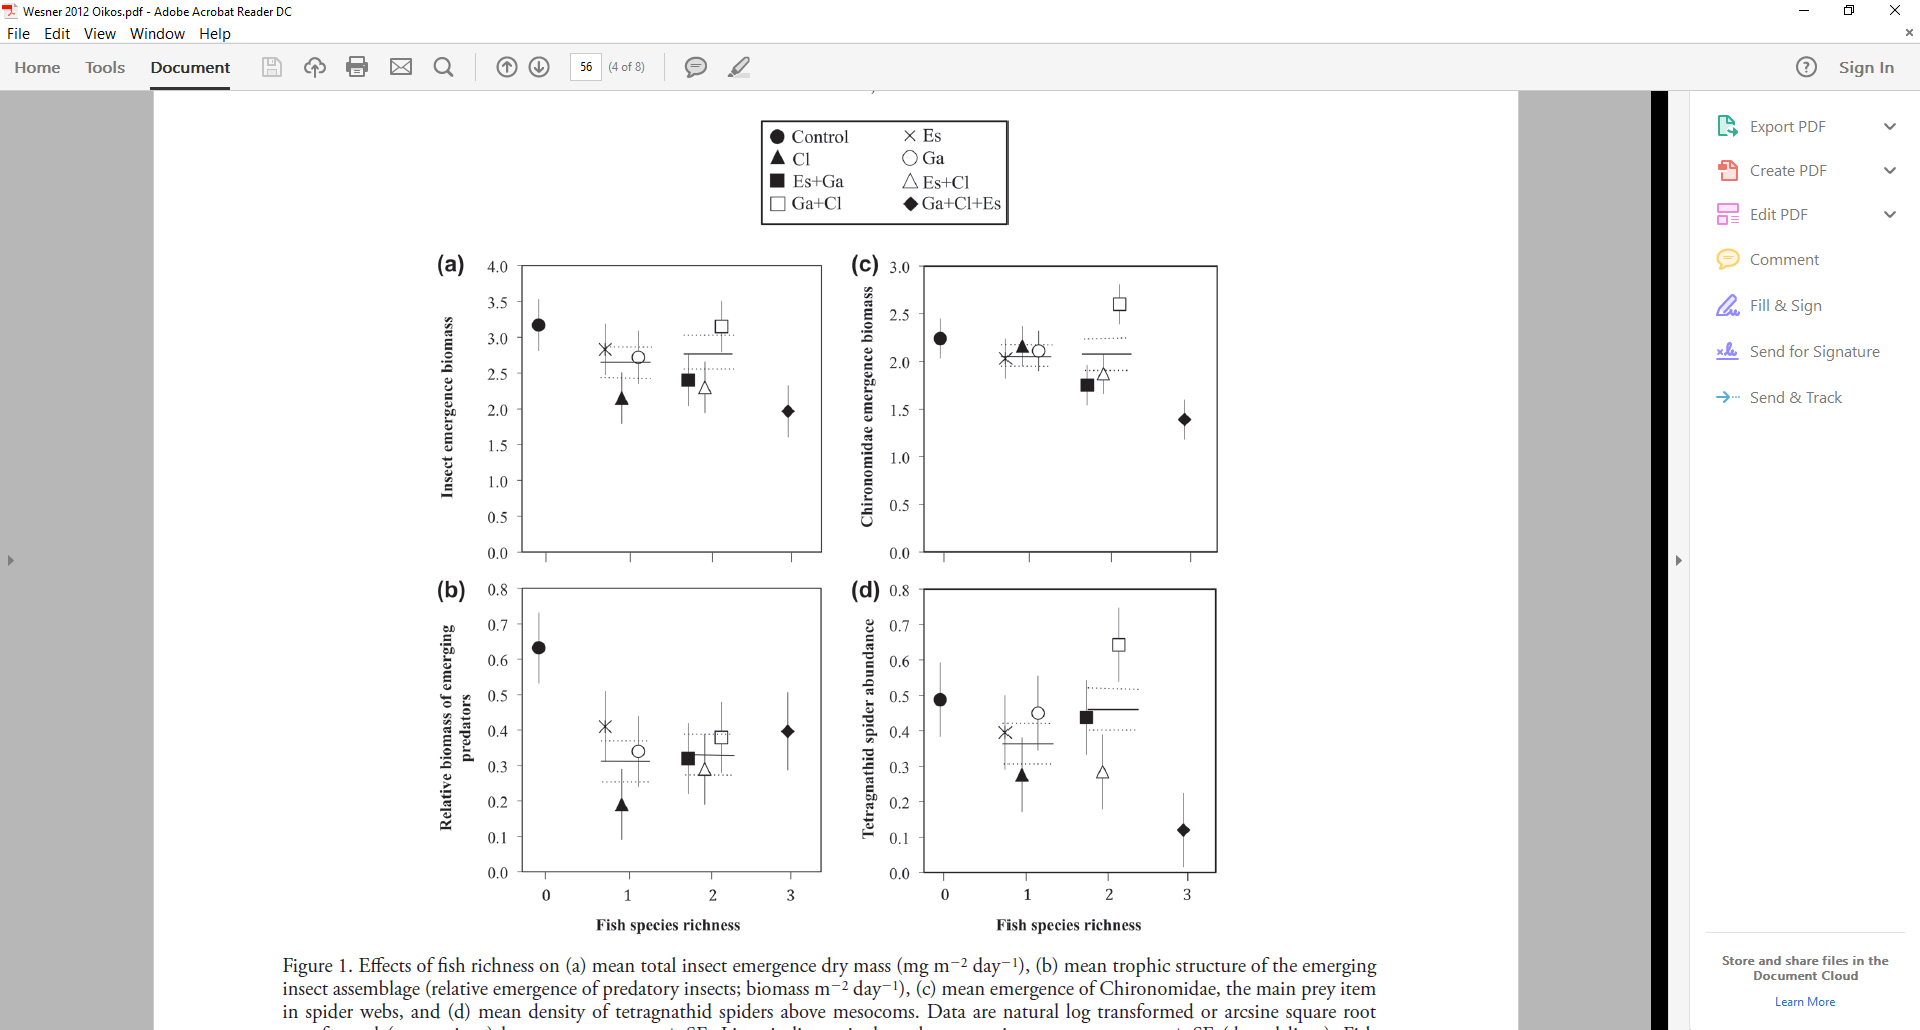 Wesner 2012 Oikos.pdf - Adobe Acrobat Reader DC
File Edit View Window Help
Home Tools Document 56 (4 of 8) Sign In
Control Es
Cl Ga
Es+Ga Es+Cl
Ga+Cl Ga+Cl+Es
(a)
Insect emergence biomass
4.0
3.5
3.0
2.5
2.0
1.5
1.0
0.5
0.0
(c)
Chironomidae emergence biomass
3.0
2.5
2.0
1.5
1.0
0.5
0.0
(b)
Relative biomass of emerging
predators
0.8
0.7
0.6
0.5
0.4
0.3
0.2
0.1
0.0
0 1 2 3
Fish species richness
(d)
Tetragnathid spider abundance
0.8
0.7
0.6
0.5
0.4
0.3
0.2
0.1
0.0
0 1 2 3
Fish species richness
Figure 1. Effects of fish richness on (a) mean total insect emergence dry mass (mg m−2 day−1), (b) mean trophic structure of the emerging
insect assemblage (relative emergence of predatory insects; biomass m−2 day−1), (c) mean emergence of Chironomidae, the main prey item
in spider webs, and (d) mean density of tetragnathid spiders above mesocoms. Data are natural log transformed or arcsine square root
Export PDF
Create PDF
Edit PDF
Comment
Fill & Sign
Send for Signature
Send & Track
Store and share files in the
Document Cloud
Learn More